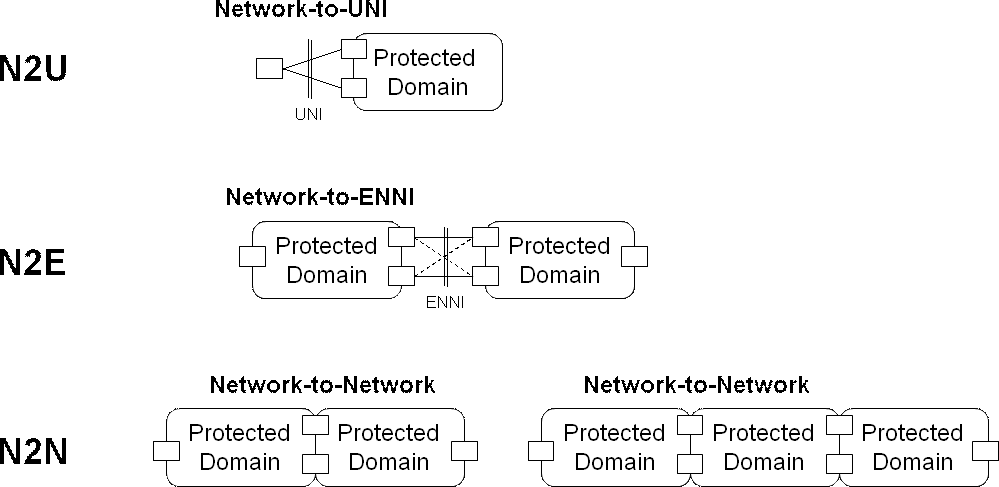 Network-to-UNI
N2U
Protected
Domain
UNI
Network-to-ENNI
N2E
Protected
Domain
Protected
Domain
ENNI
Network-to-Network
Network-to-Network
N2N
Protected
Domain
Protected
Domain
Protected
Domain
Protected
Domain
Protected
Domain